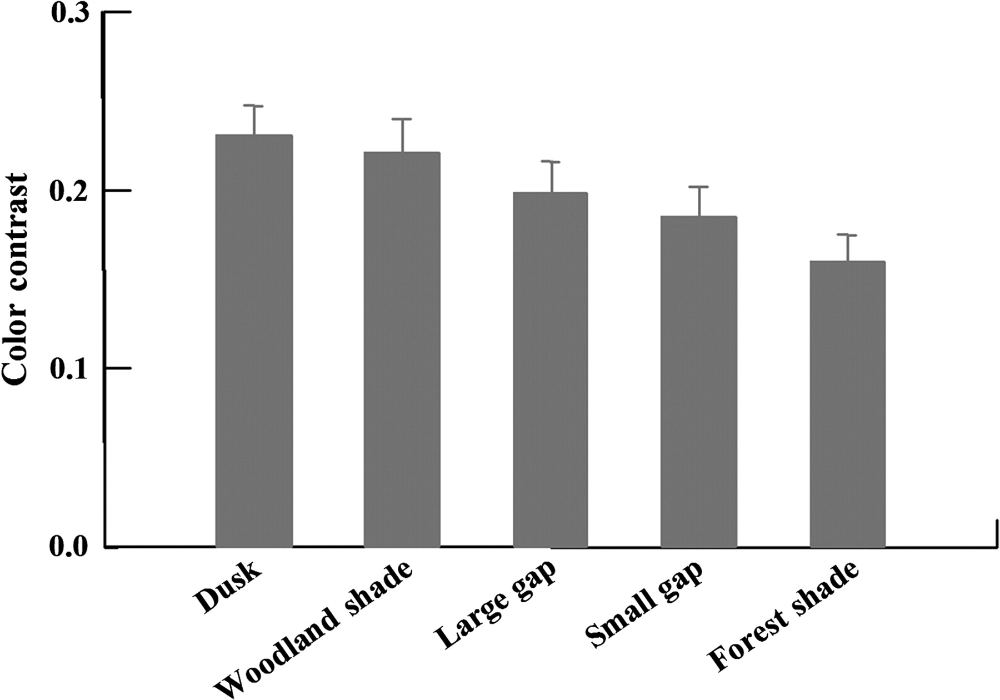 0.3
0.2
0.1
0.0
Color contrast
Dusk
Woodland shade
Large gap
Small gap
Forest shade